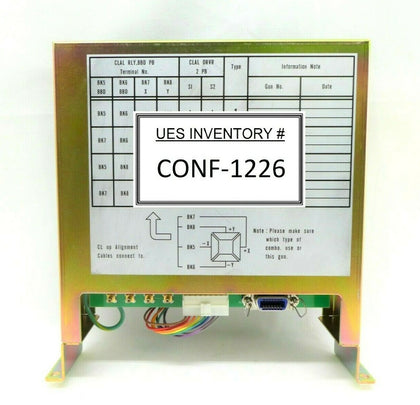 CLAL RLY,BBD PB
CLAL DRVR
Type
Information Note
Terminal No.
2 PB
BK5 BK6 BK7 BK8
S1 S2
Gun No. Date
BBD BBD X Y
BK5 BK6
BK7
BK5
UES INVENTORY #
CONF-1226
BK7
BK8
+Y
BK5
-X
+X
BK6
-Y
CL up Alignment
Cables connect to.
Note : Please make sure
which type of
combo. use or
this gun.